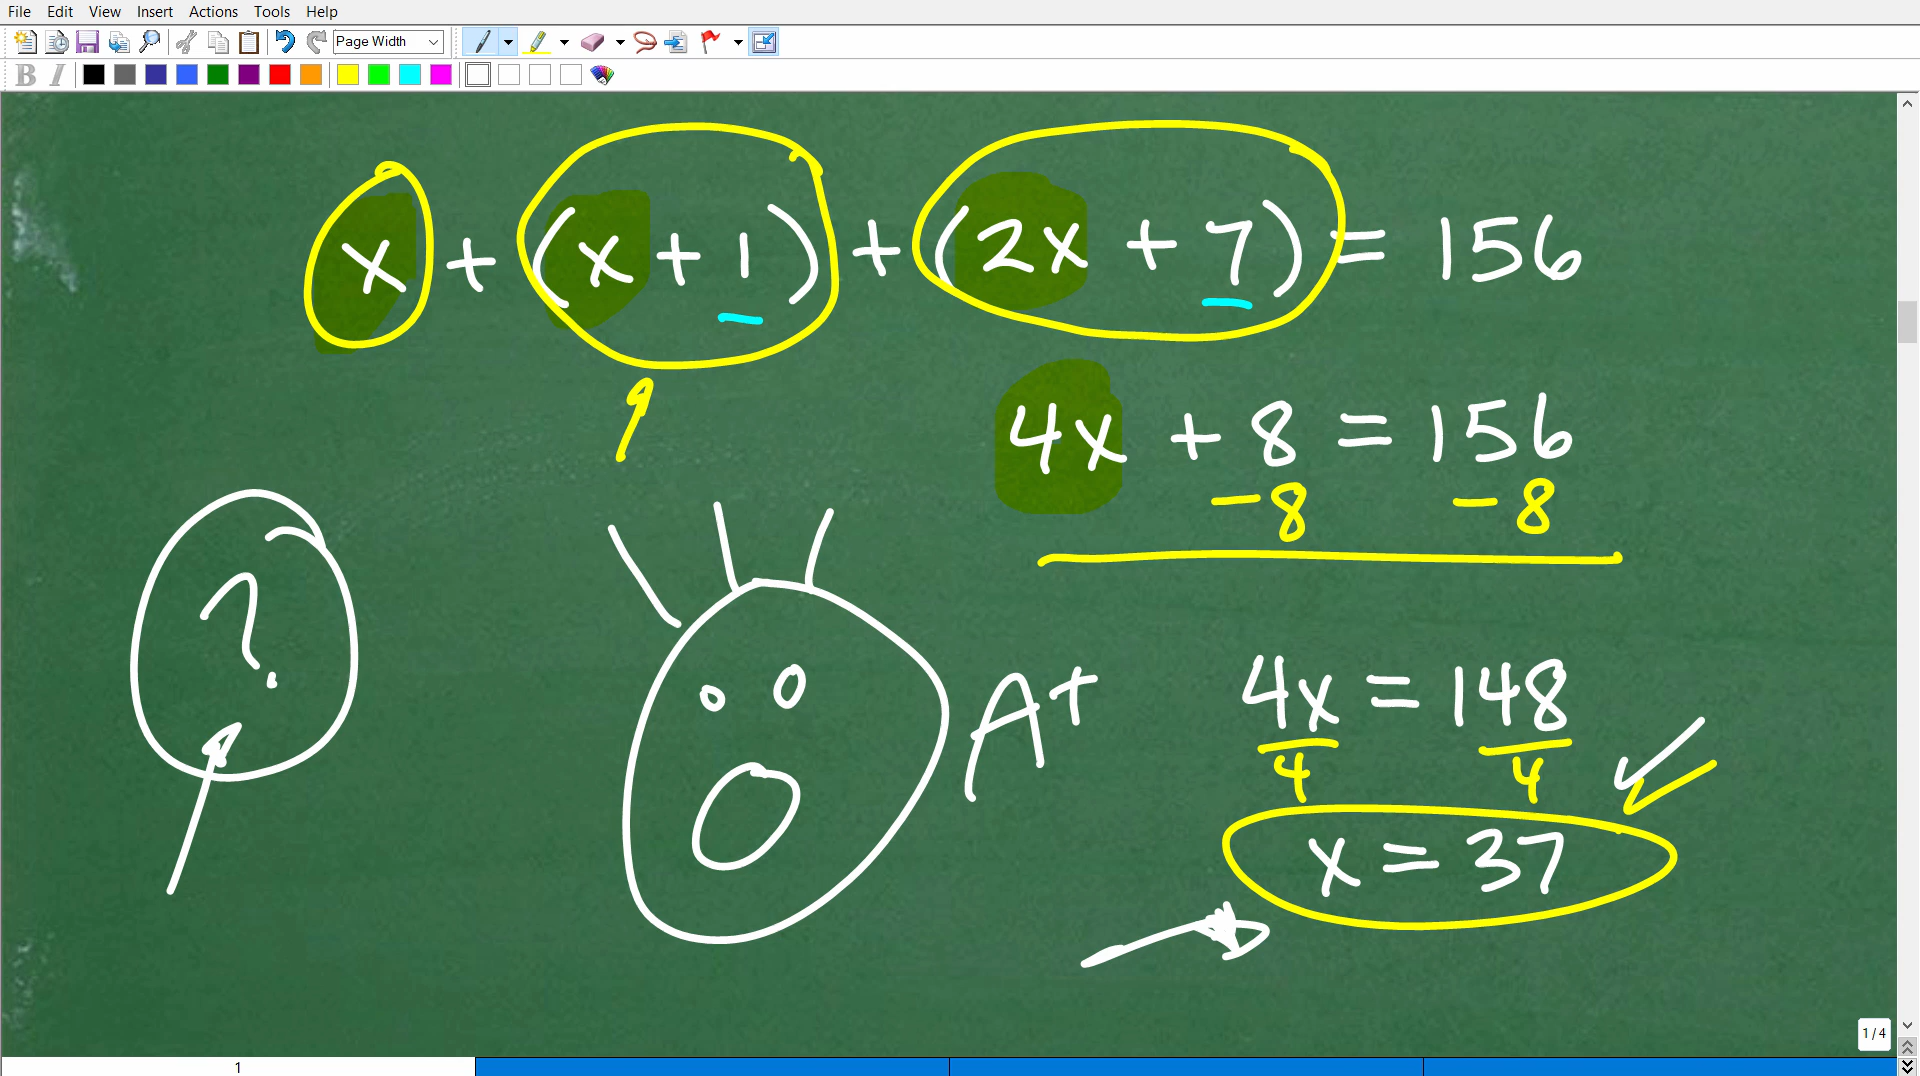 File Edit View Insert Actions Tools Help
Page Width
B I
x + (x + 1) + (2x + 7) = 156
4x + 8 = 156
-8 -8
?
A+
4x = 148
4 4
x = 37
1 / 4
1